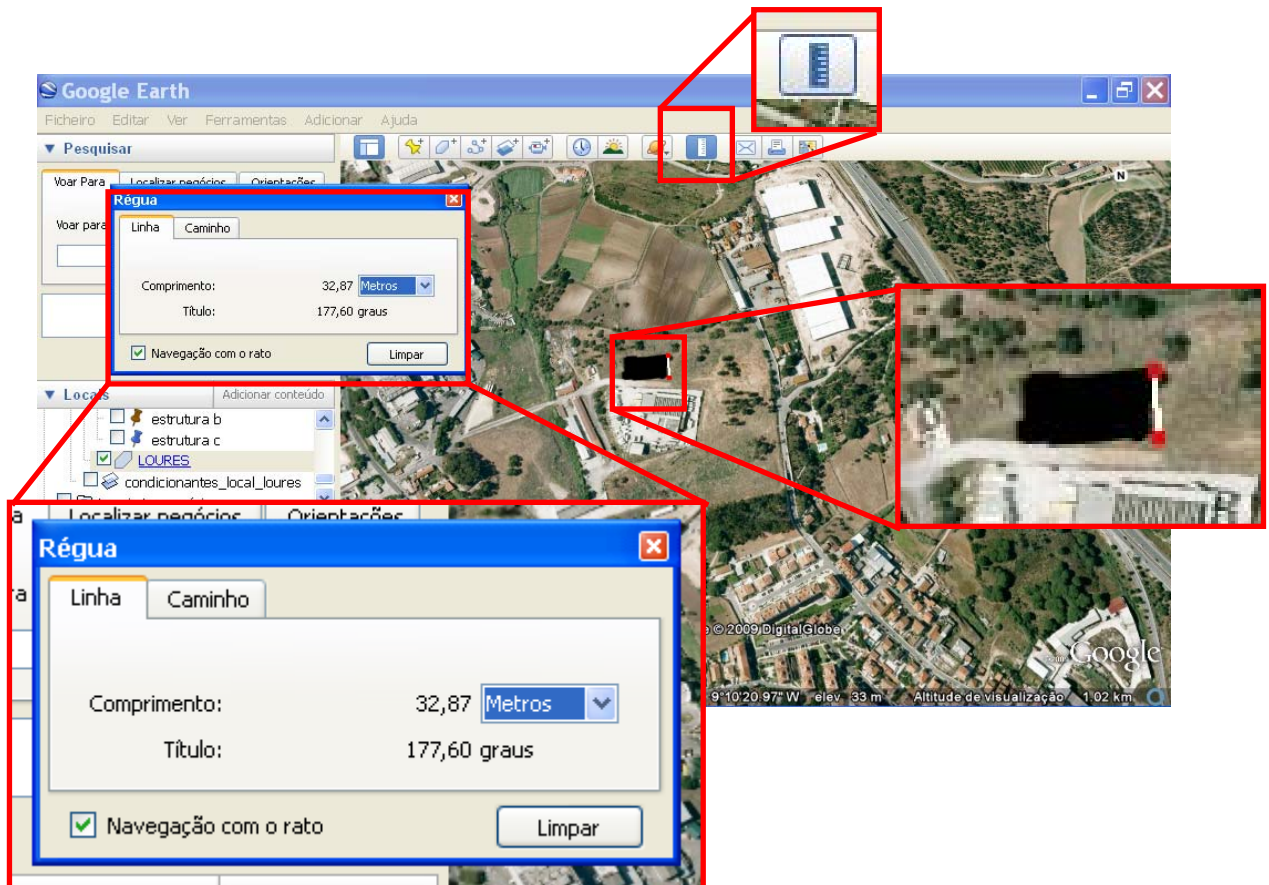 Google Earth
Ficheiro Editar Ver Ferramentas Adicionar Ajuda
Pesquisar
Voar Para Localizar negócios Orientações
Voar para
Régua
Linha Caminho
Comprimento: 32,87 Metros
Título: 177,60 graus
Navegação com o rato Limpar
N
Locais Adicionar conteúdo
estrutura b
estrutura c
LOURES
condicionantes_local_loures
Localizar negócios Orientações
Régua
Linha Caminho
Comprimento: 32,87 Metros
Título: 177,60 graus
Navegação com o rato Limpar
© 2009 DigitalGlobe
Google
9°10'20.97" W elev 33 m Altitude de visualização 1.02 km